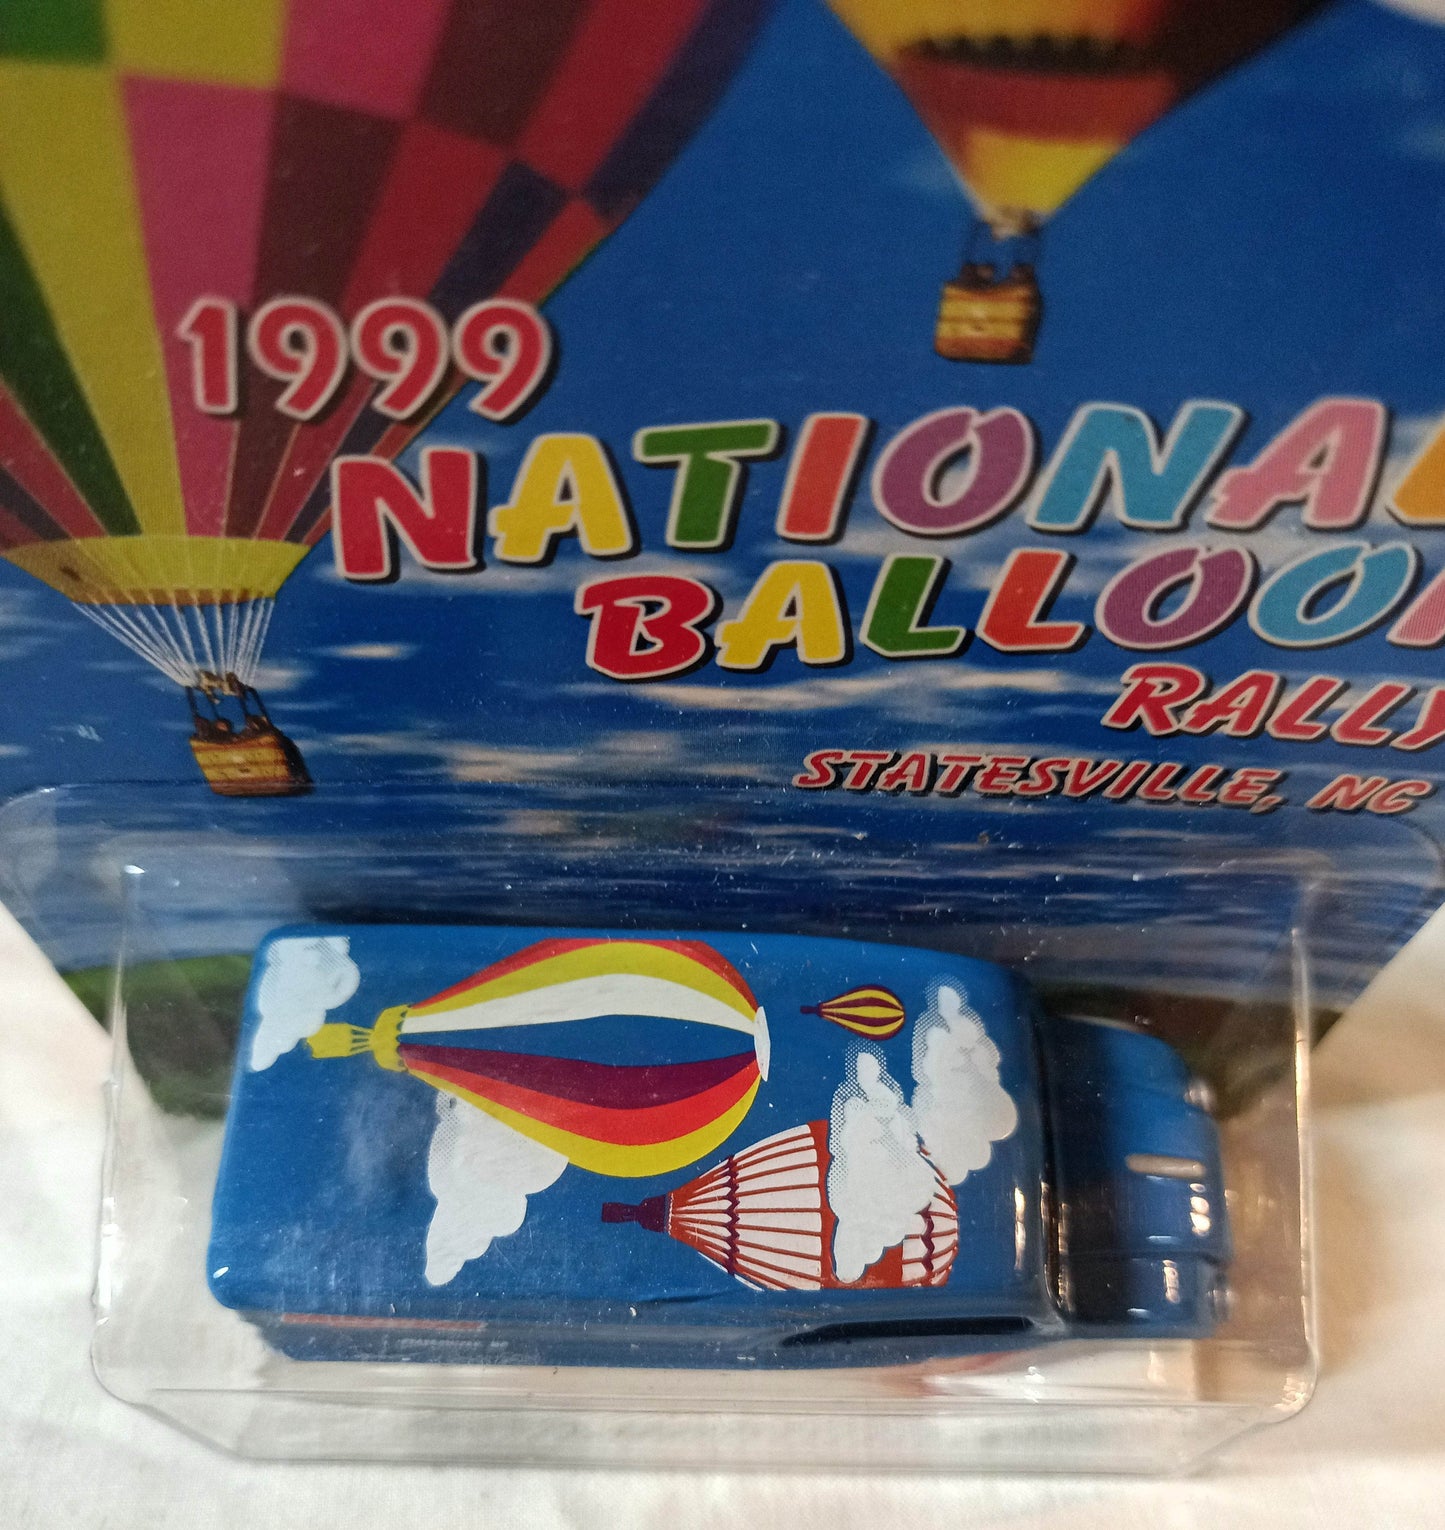 1999
NATIONAL
BALLOON
RALLY
STATESVILLE, NC